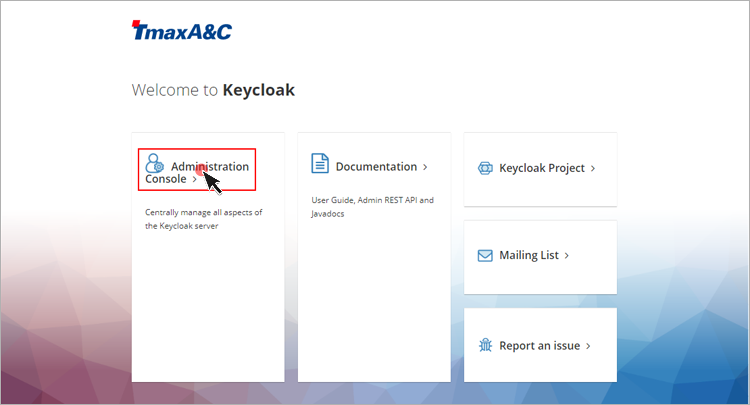 TmaxA&C
Welcome to Keycloak
Administration
Console >
Centrally manage all aspects of
the Keycloak server
Documentation >
User Guide, Admin REST API and
Javadocs
Keycloak Project >
Mailing List >
Report an issue >